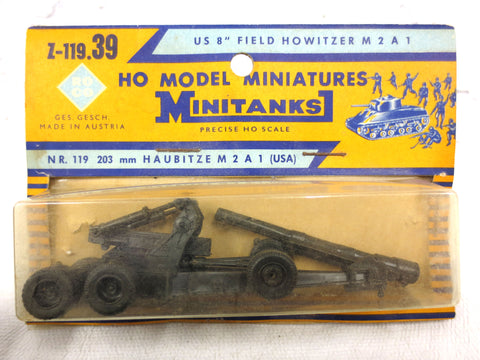 Z-119.39
US 8" FIELD HOWITZER M 2 A 1
HO MODEL MINIATURES
MINITANKS
PRECISE HO SCALE
GES. GESCH.
MADE IN AUSTRIA
NR. 119 203 mm HAUBITZE M 2 A 1 (USA)